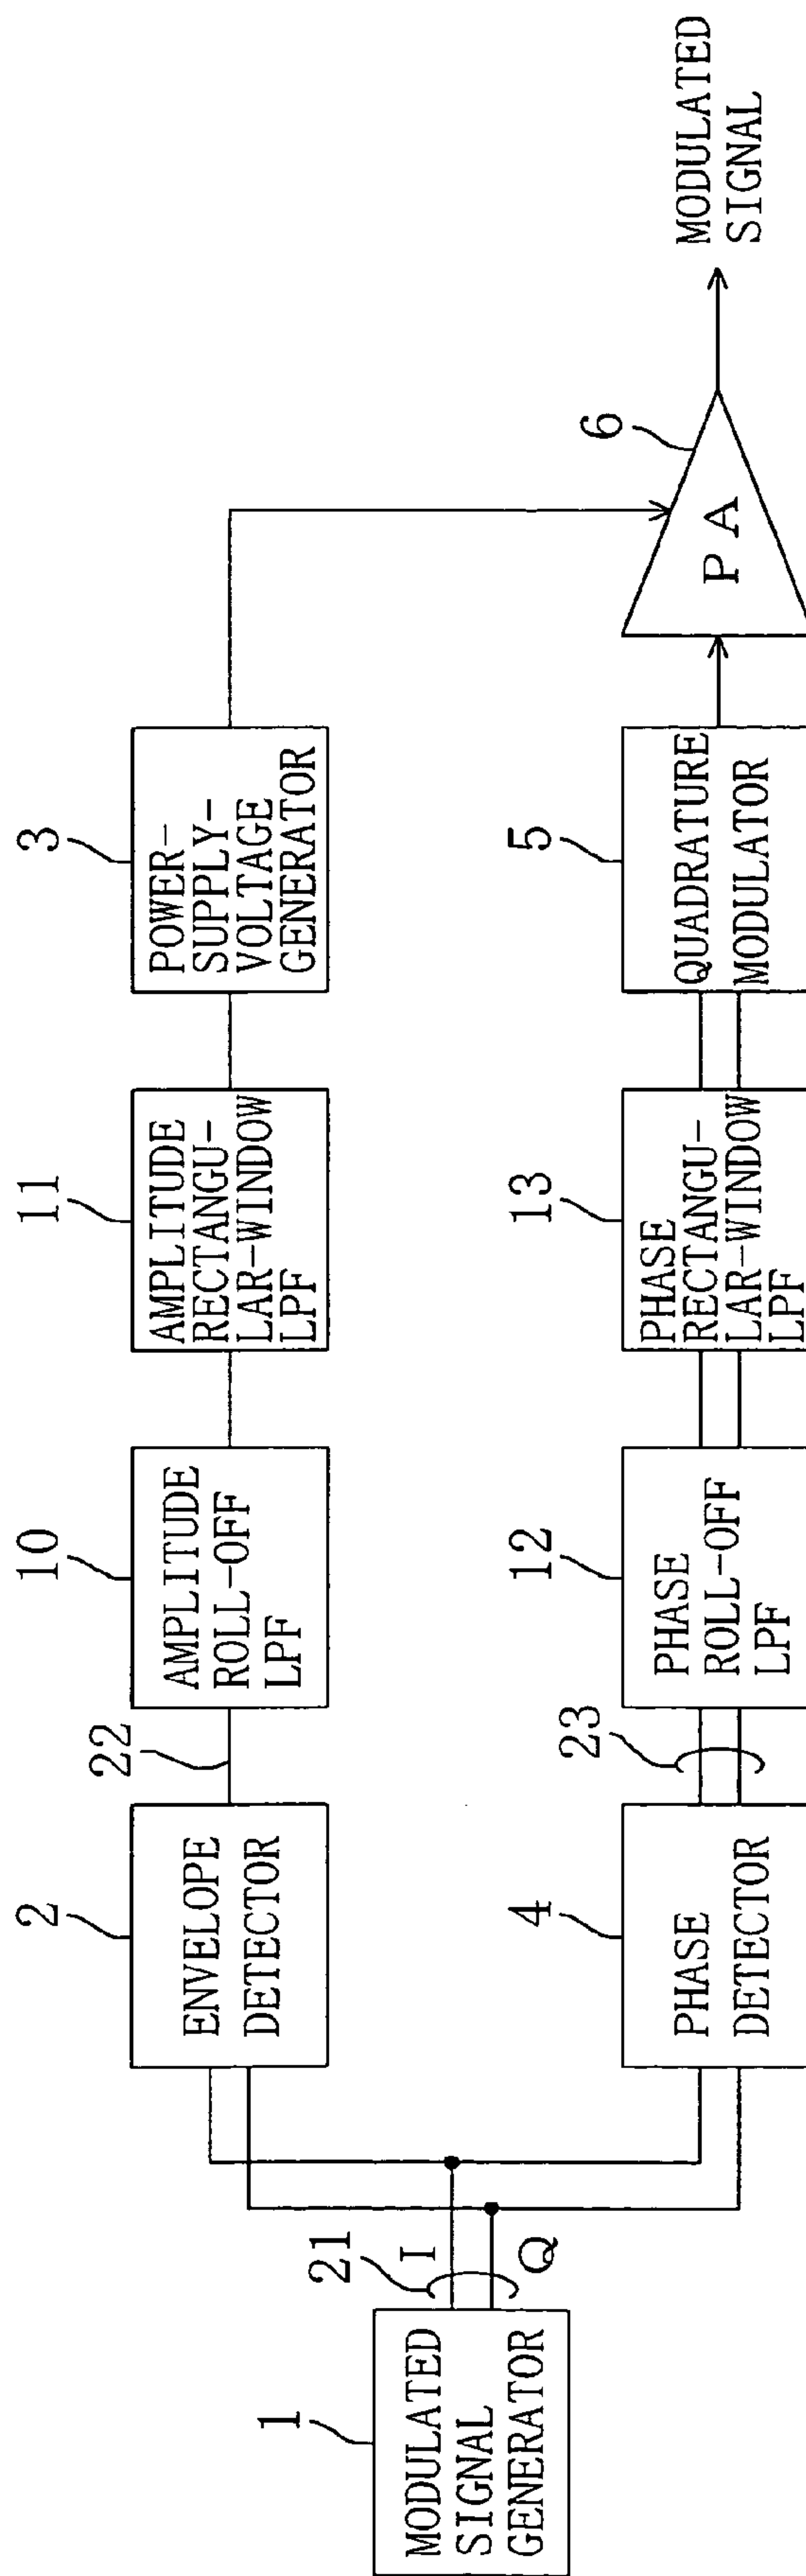 1
MODULATED
SIGNAL
GENERATOR
21
I
Q
2
ENVELOPE
DETECTOR
22
10
AMPLITUDE
ROLL-OFF
LPF
11
AMPLITUDE
RECTANGU-
LAR-WINDOW
LPF
3
POWER-
SUPPLY-
VOLTAGE
GENERATOR
4
PHASE
DETECTOR
23
12
PHASE
ROLL-OFF
LPF
13
PHASE
RECTANGU-
LAR-WINDOW
LPF
5
QUADRATURE
MODULATOR
6
PA
MODULATED
SIGNAL